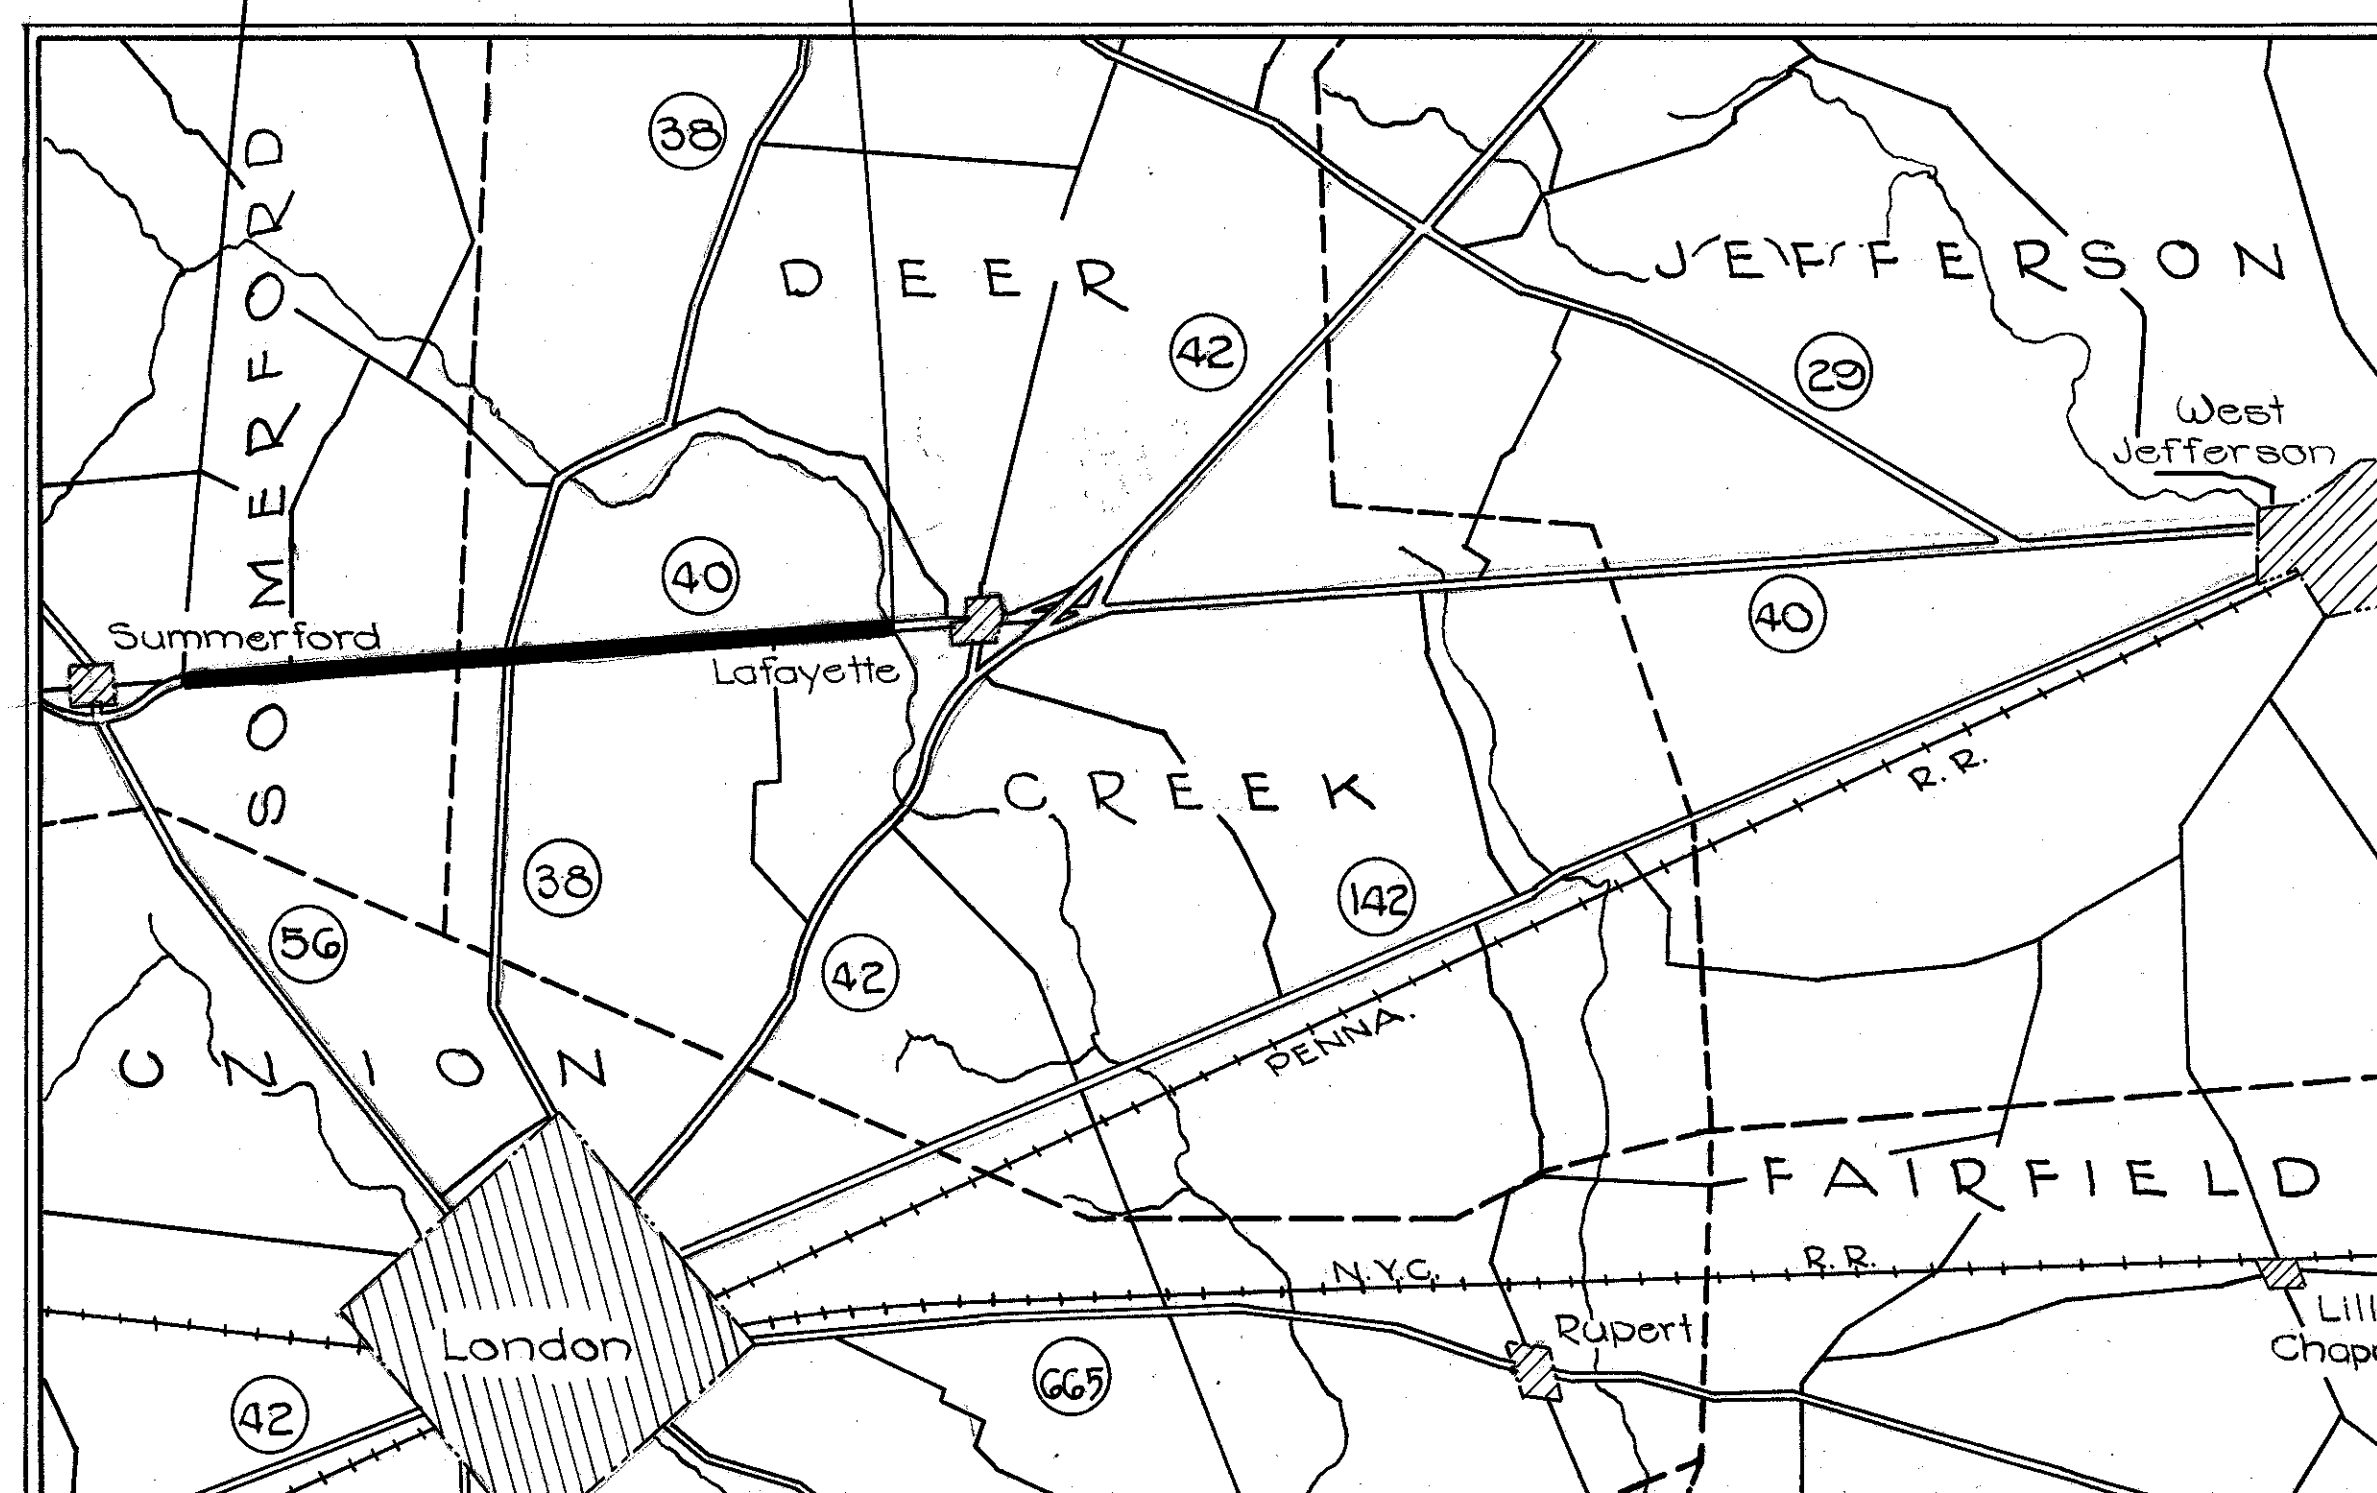 SOMERFORD
38
DEER
42
JEFFERSON
29
West
Jefferson
40
40
Summerford
Lafayette
R.R.
CREEK
38
142
56
42
PENNA.
UNION
FAIRFIELD
N.Y.C.
R.R.
Rupert
London
665
42